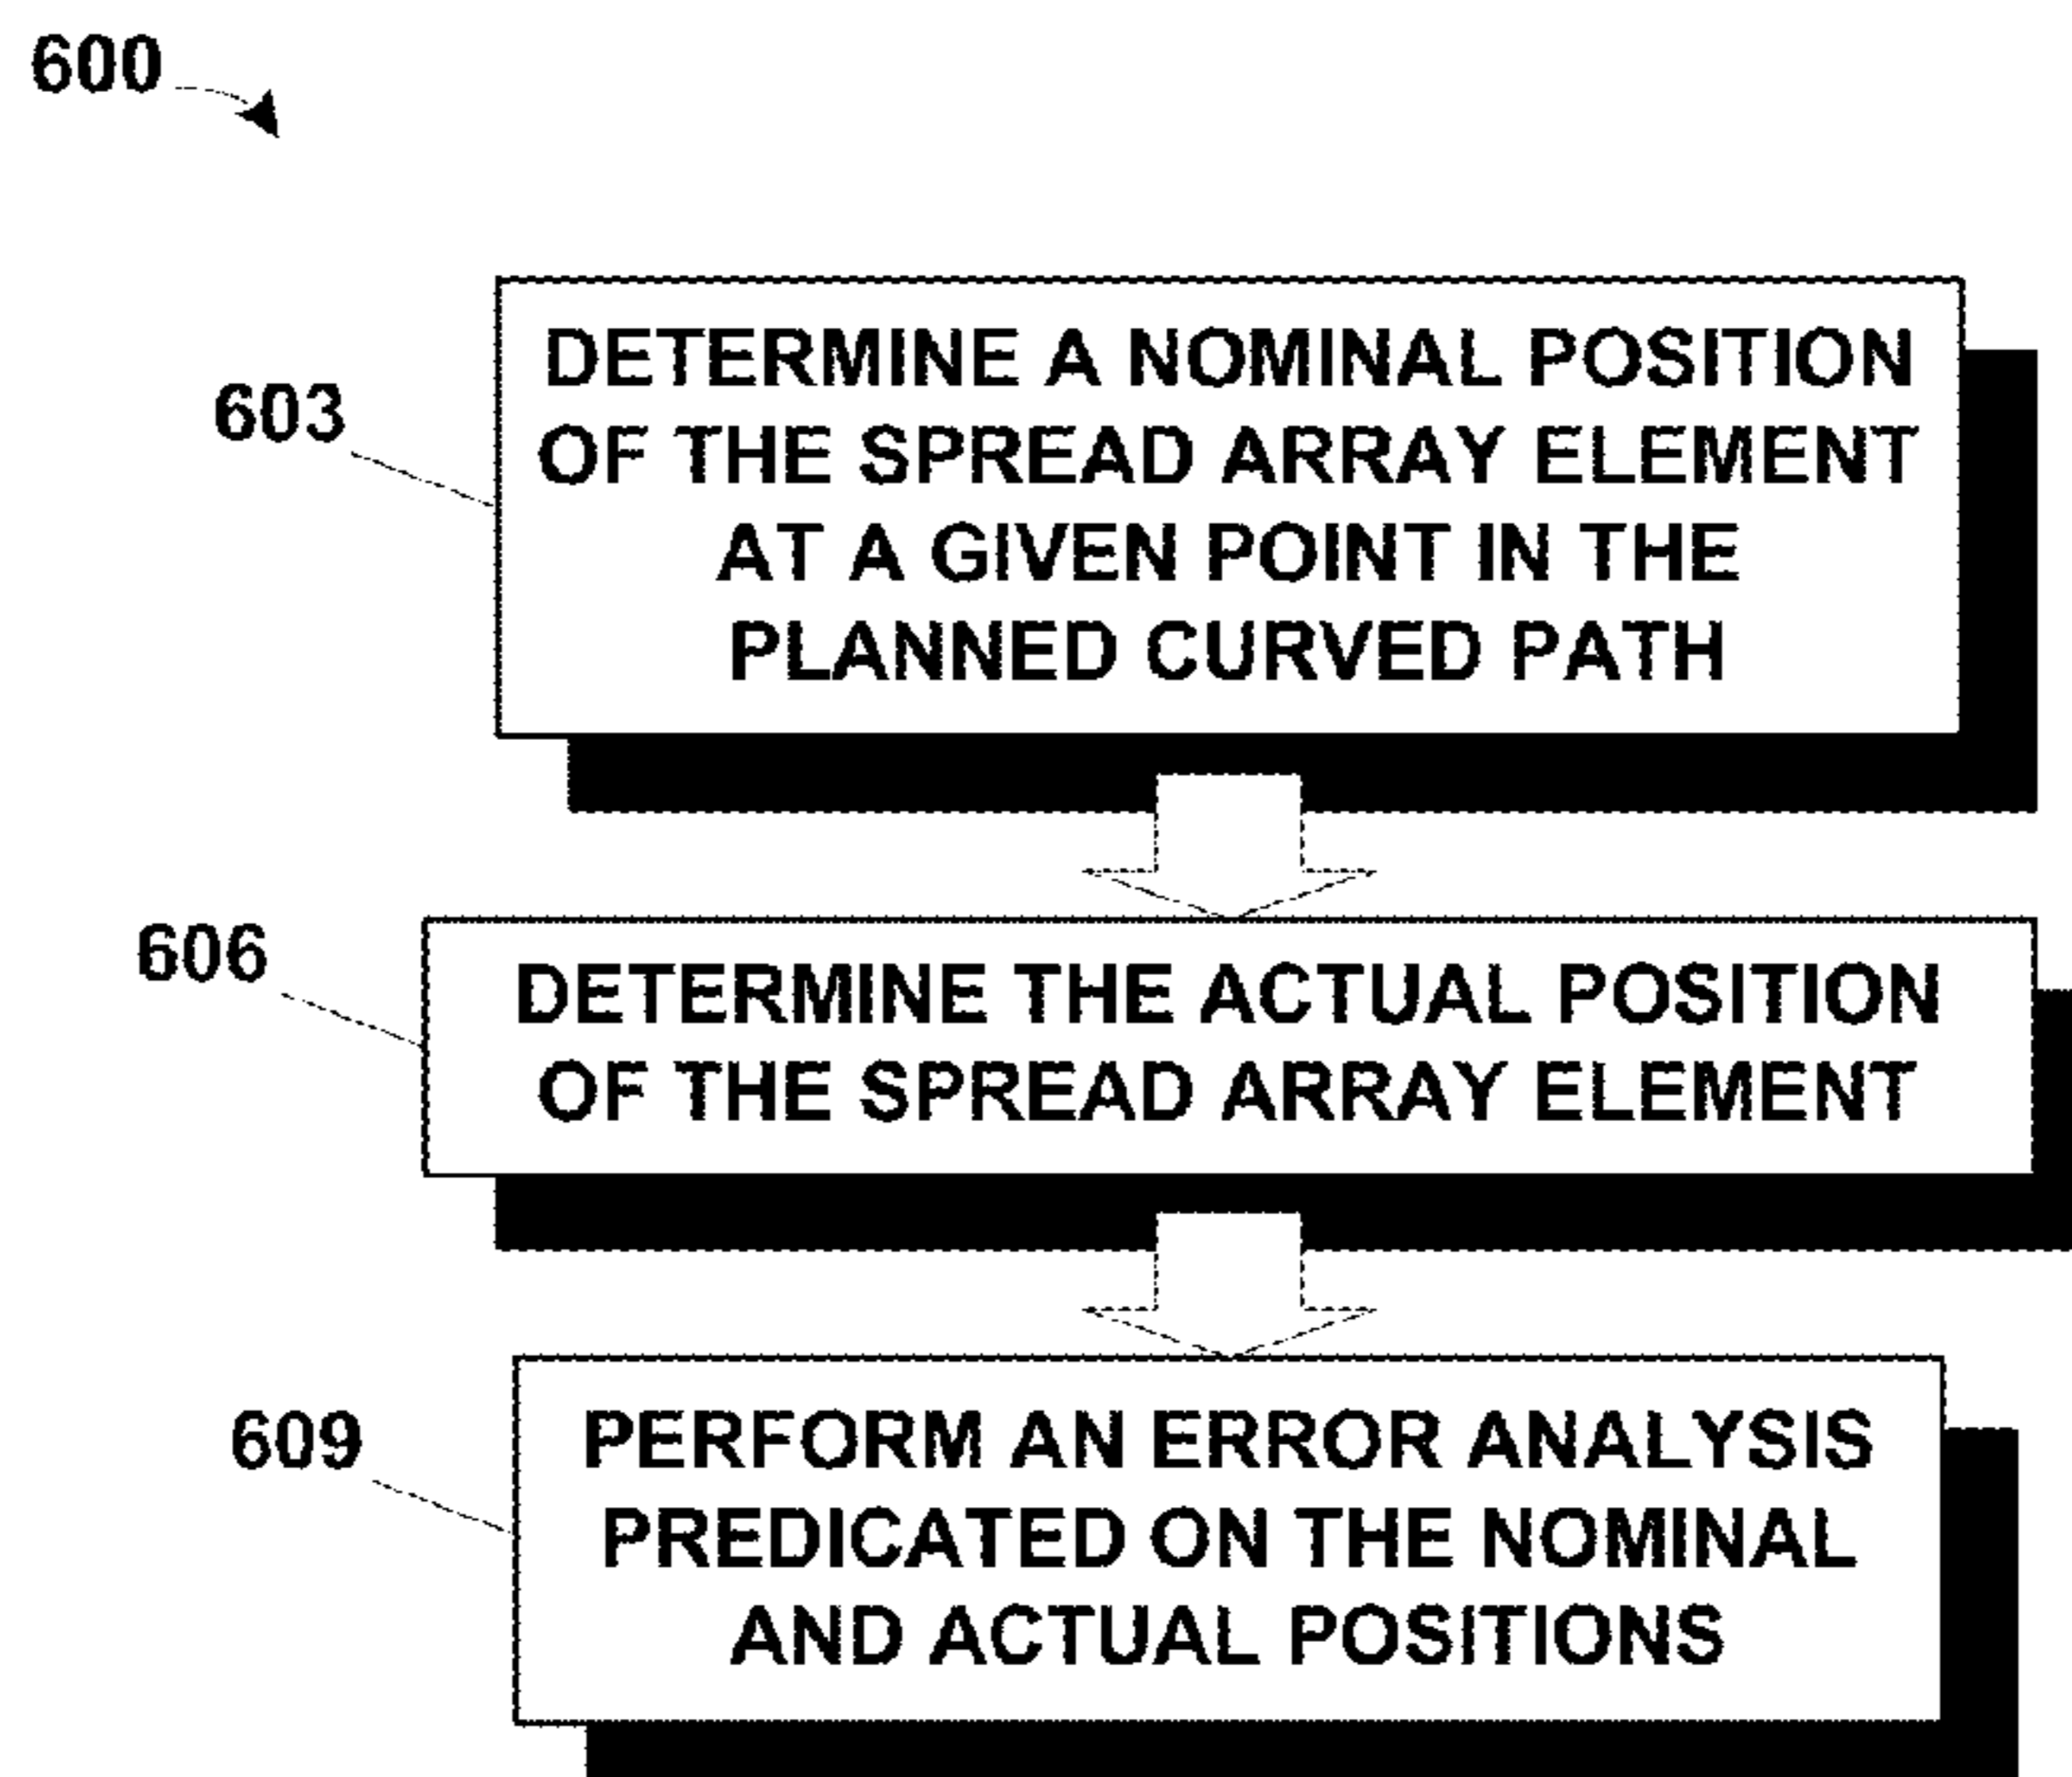 600
603
DETERMINE A NOMINAL POSITION
OF THE SPREAD ARRAY ELEMENT
AT A GIVEN POINT IN THE
PLANNED CURVED PATH
606
DETERMINE THE ACTUAL POSITION
OF THE SPREAD ARRAY ELEMENT
609
PERFORM AN ERROR ANALYSIS
PREDICATED ON THE NOMINAL
AND ACTUAL POSITIONS